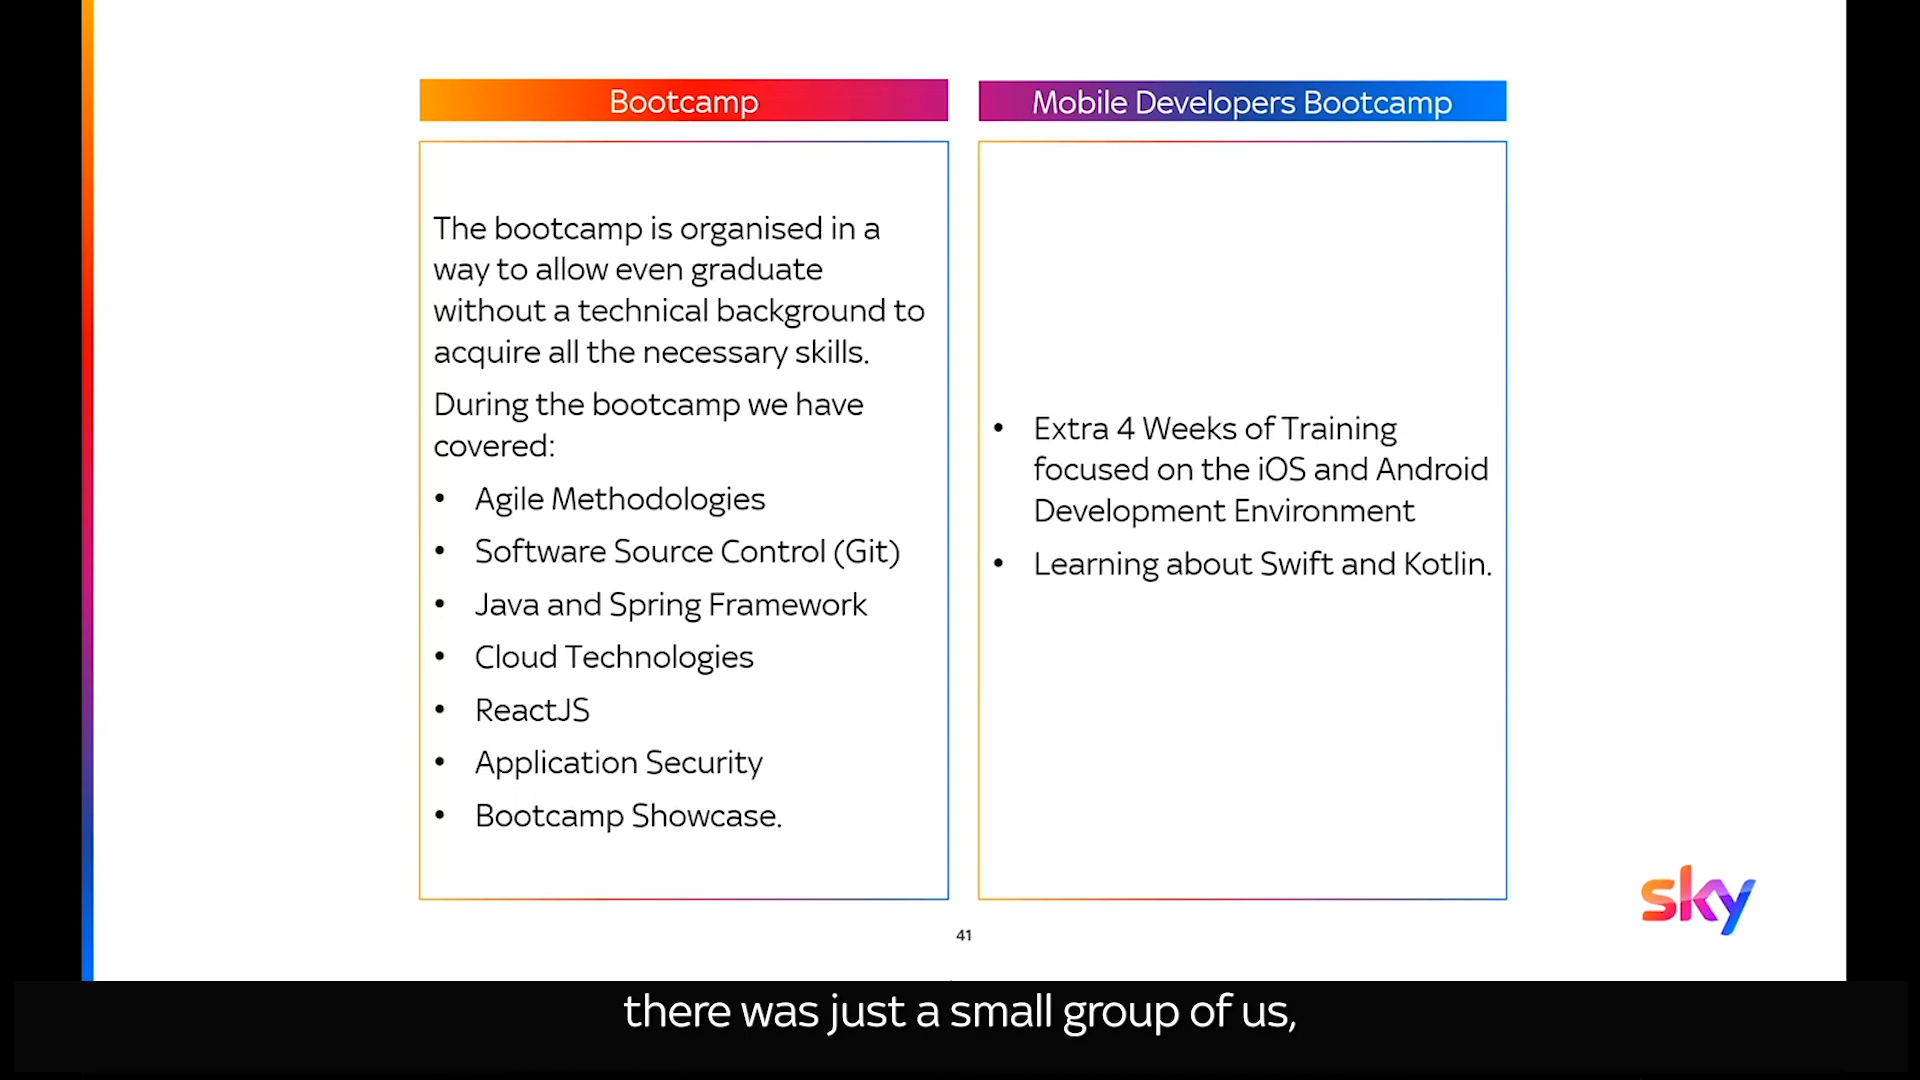 Bootcamp
The bootcamp is organised in a
way to allow even graduate
without a technical background to
acquire all the necessary skills.
During the bootcamp we have
covered:
• Agile Methodologies
• Software Source Control (Git)
• Java and Spring Framework
• Cloud Technologies
• ReactJS
• Application Security
• Bootcamp Showcase.
Mobile Developers Bootcamp
• Extra 4 Weeks of Training
focused on the iOS and Android
Development Environment
• Learning about Swift and Kotlin.
sky
41
there was just a small group of us,